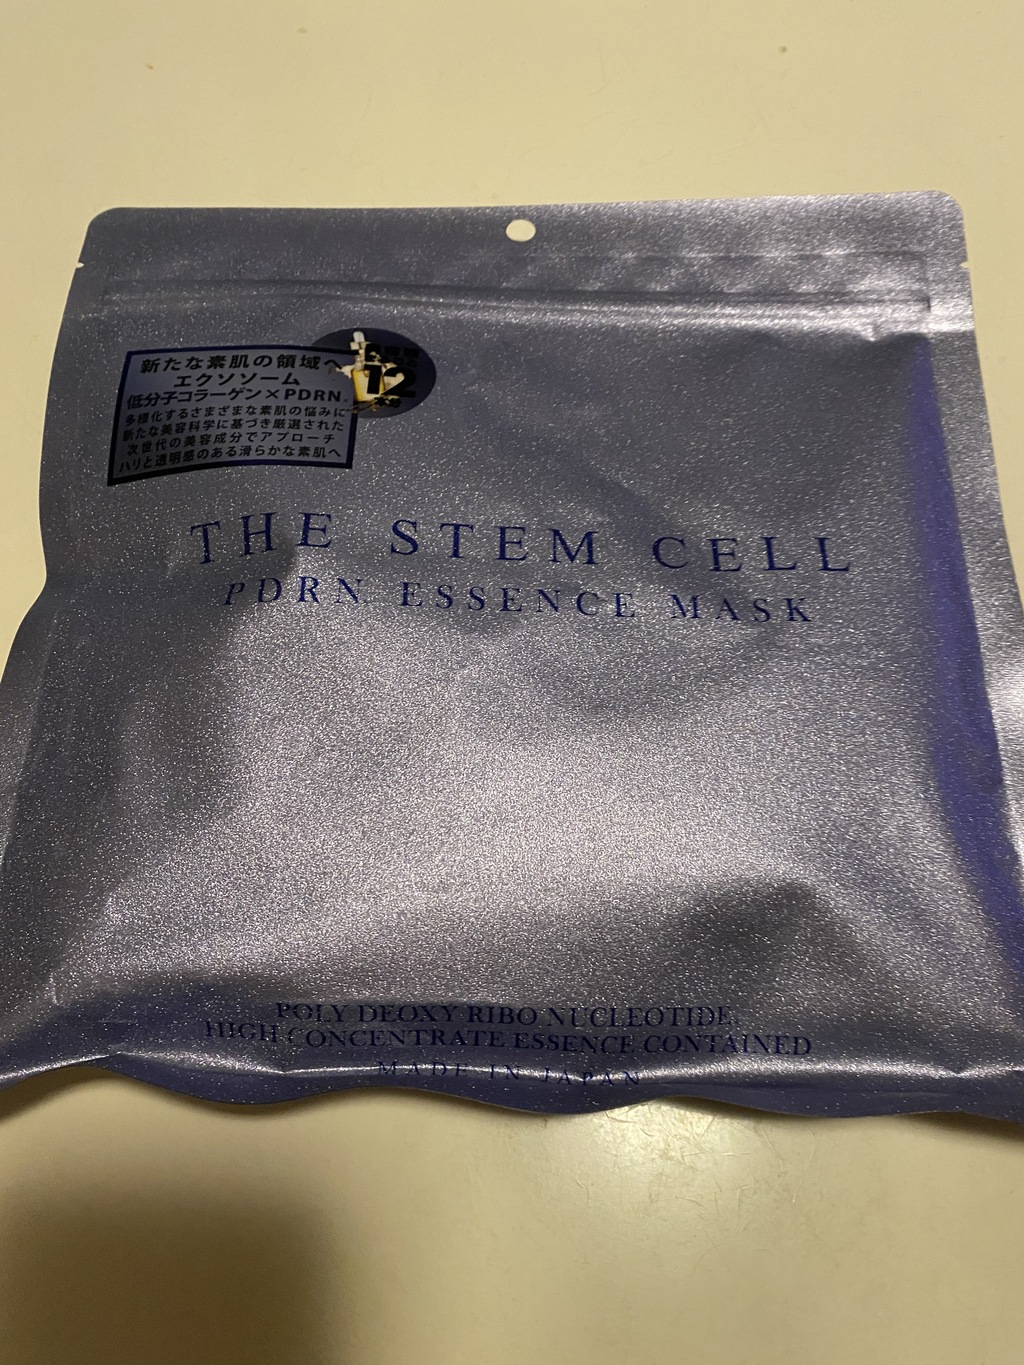 新たな素肌の領域へ
エクソソーム
低分子コラーゲン×PDRN
多様化するさまざまな素肌の悩みに
新たな美容科学に基づき厳選された
次世代の美容成分でアプローチ
ハリと透明感のある滑らかな素肌へ
12
THE STEM CELL
PDRN ESSENCE MASK
POLY DEOXY RIBO NUCLEOTIDE,
HIGH CONCENTRATE ESSENCE CONTAINED
MADE IN JAPAN